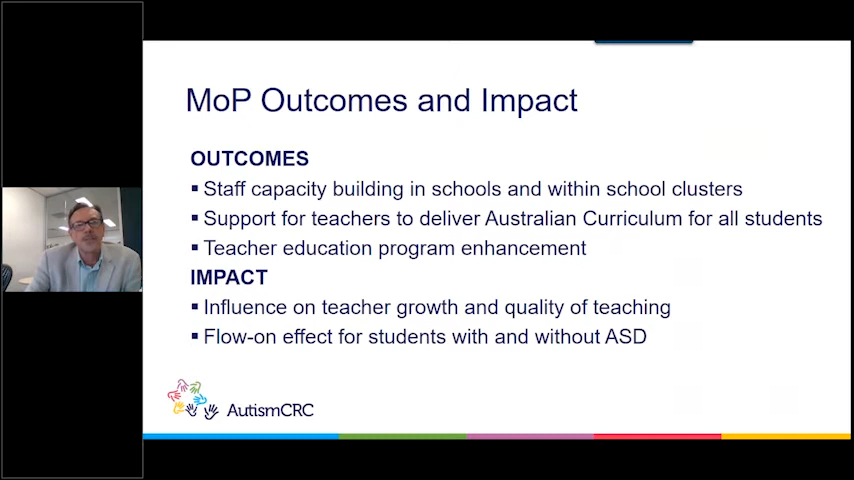 MoP Outcomes and Impact
OUTCOMES
▪ Staff capacity building in schools and within school clusters
▪ Support for teachers to deliver Australian Curriculum for all students
▪ Teacher education program enhancement
IMPACT
▪ Influence on teacher growth and quality of teaching
▪ Flow-on effect for students with and without ASD
AutismCRC